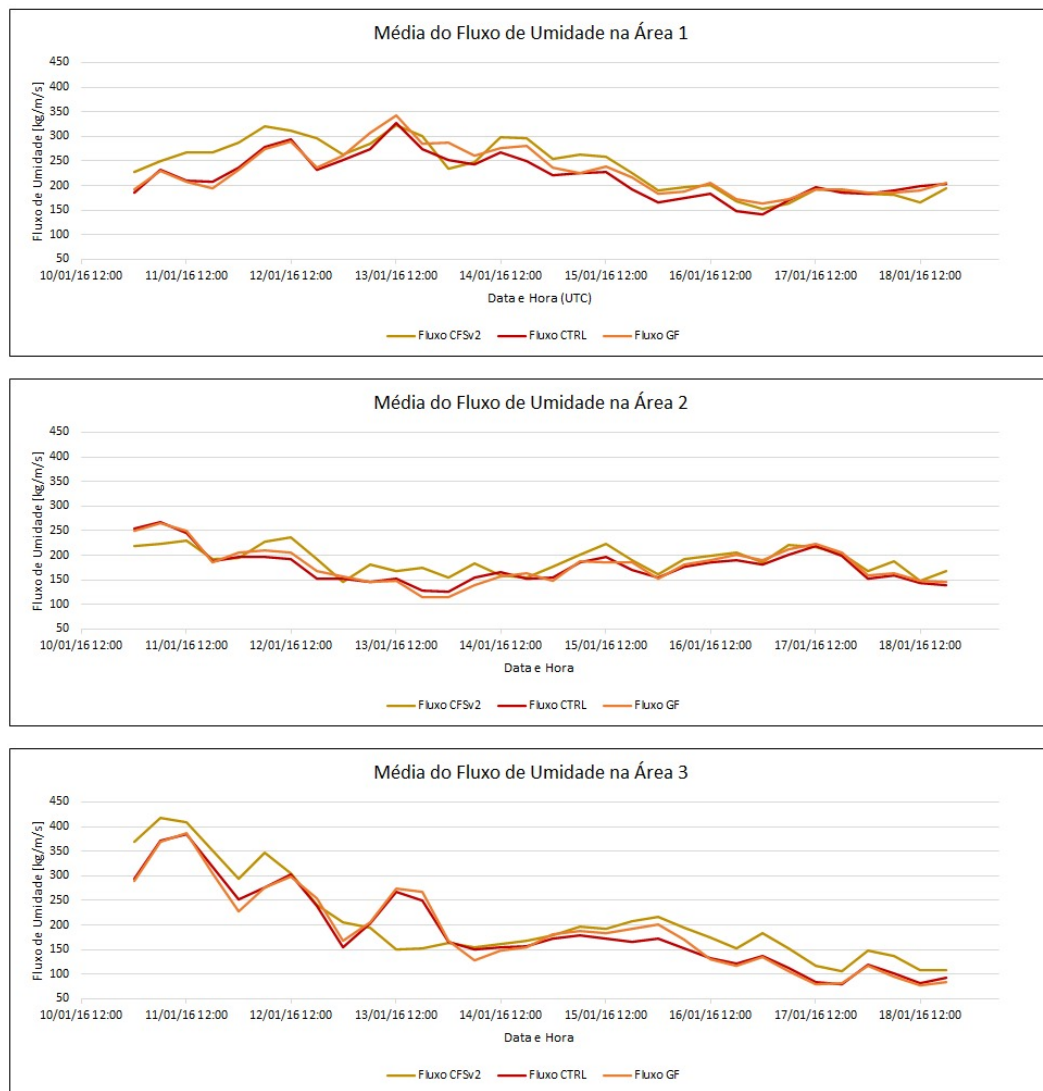 Média do Fluxo de Umidade na Área 1
Fluxo de Umidade [kg/m/s]
450
400
350
300
250
200
150
100
50
10/01/16 12:00 11/01/16 12:00 12/01/16 12:00 13/01/16 12:00 14/01/16 12:00 15/01/16 12:00 16/01/16 12:00 17/01/16 12:00 18/01/16 12:00
Data e Hora (UTC)
Fluxo CFSv2 Fluxo CTRL Fluxo GF
Média do Fluxo de Umidade na Área 2
Fluxo de Umidade [kg/m/s]
450
400
350
300
250
200
150
100
50
10/01/16 12:00 11/01/16 12:00 12/01/16 12:00 13/01/16 12:00 14/01/16 12:00 15/01/16 12:00 16/01/16 12:00 17/01/16 12:00 18/01/16 12:00
Data e Hora
Fluxo CFSv2 Fluxo CTRL Fluxo GF
Média do Fluxo de Umidade na Área 3
Fluxo de Umidade [kg/m/s]
450
400
350
300
250
200
150
100
50
10/01/16 12:00 11/01/16 12:00 12/01/16 12:00 13/01/16 12:00 14/01/16 12:00 15/01/16 12:00 16/01/16 12:00 17/01/16 12:00 18/01/16 12:00
Data e Hora
Fluxo CFSv2 Fluxo CTRL Fluxo GF